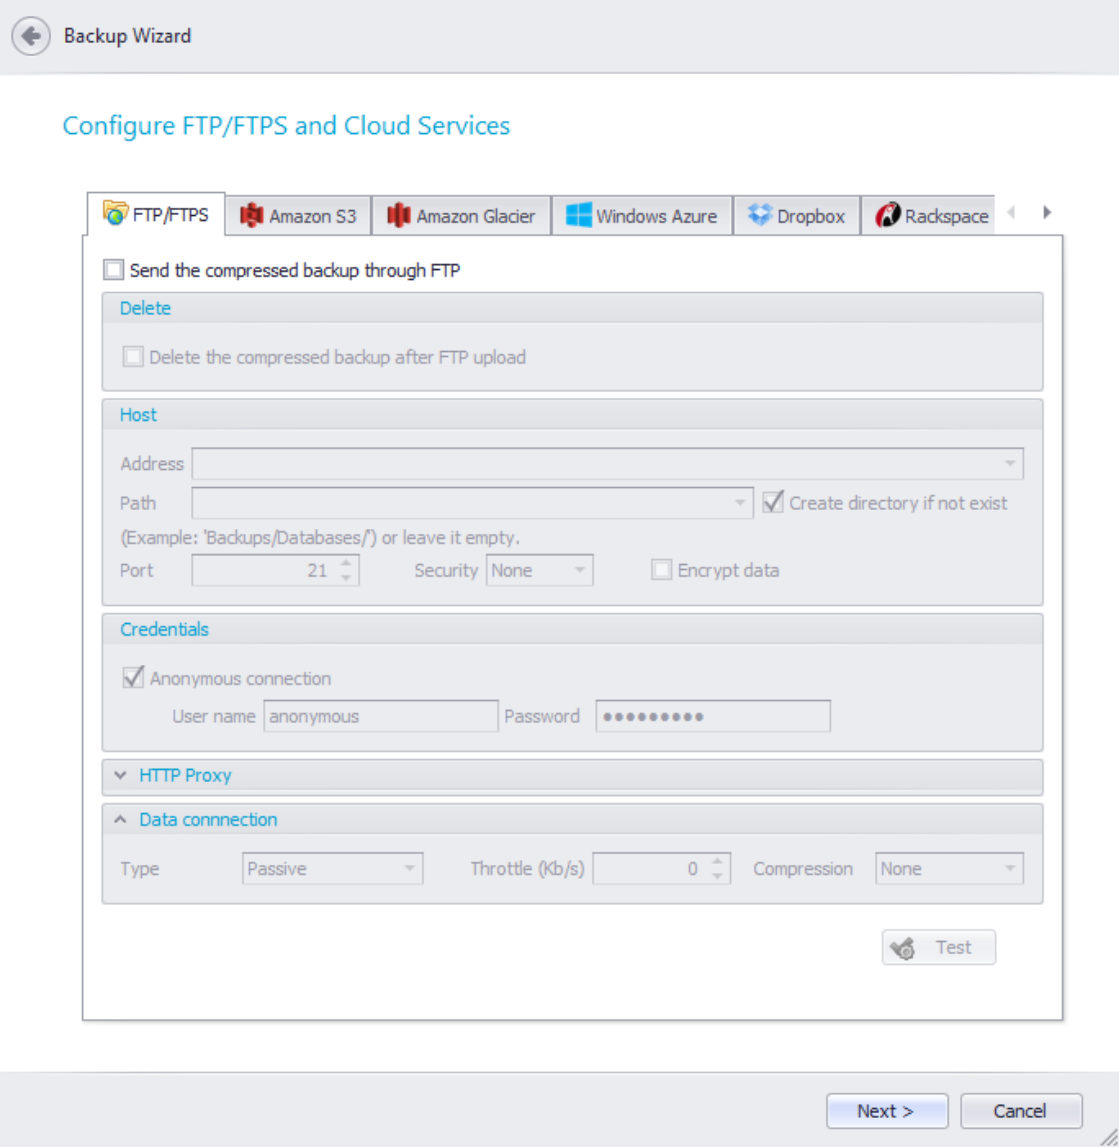 Backup Wizard
Configure FTP/FTPS and Cloud Services
FTP/FTPS Amazon S3 Amazon Glacier Windows Azure Dropbox Rackspace
Send the compressed backup through FTP
Delete
Delete the compressed backup after FTP upload
Host
Address
Path Create directory if not exist
(Example: 'Backups/Databases/') or leave it empty.
Port 21 Security None Encrypt data
Credentials
Anonymous connection
User name anonymous Password •••••••••
HTTP Proxy
Data connnection
Type Passive Throttle (Kb/s) 0 Compression None
Test
Next > Cancel